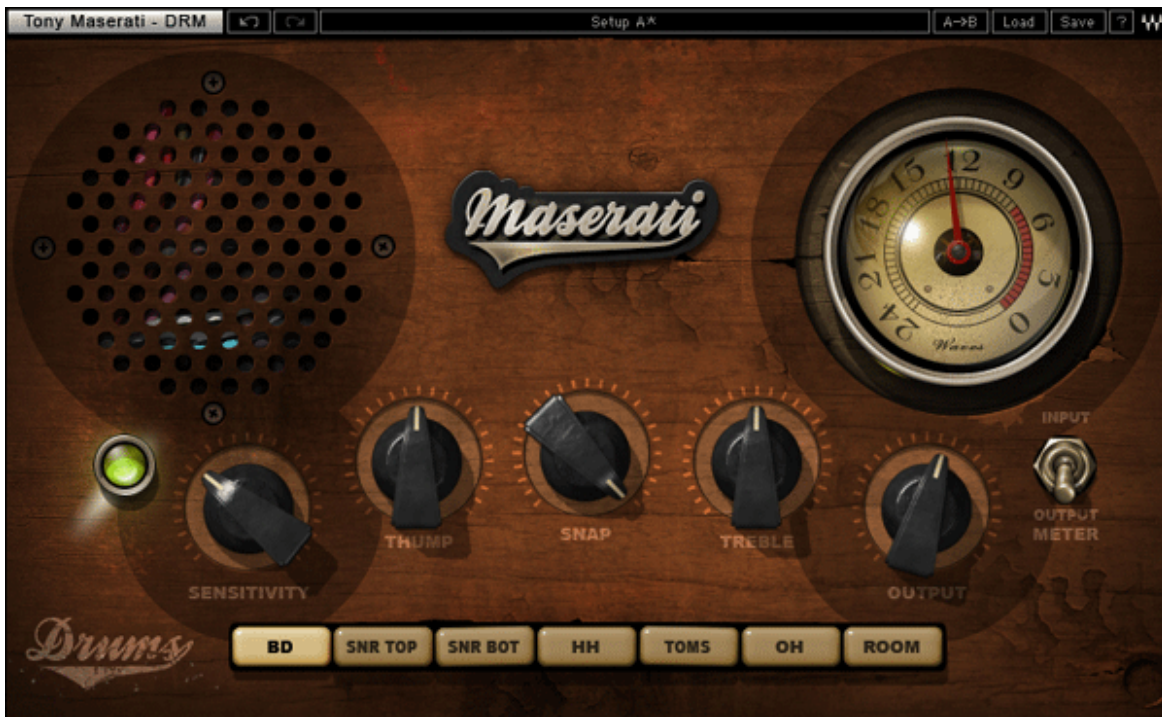 Tony Maserati - DRM
Setup A*
A→B Load Save ?
Maserati
15 12 9
18 6
21 3
24 0
Waves
INPUT
OUTPUT
METER
THUMP SNAP TREBLE
SENSITIVITY OUTPUT
Drums
BD SNR TOP SNR BOT HH TOMS OH ROOM